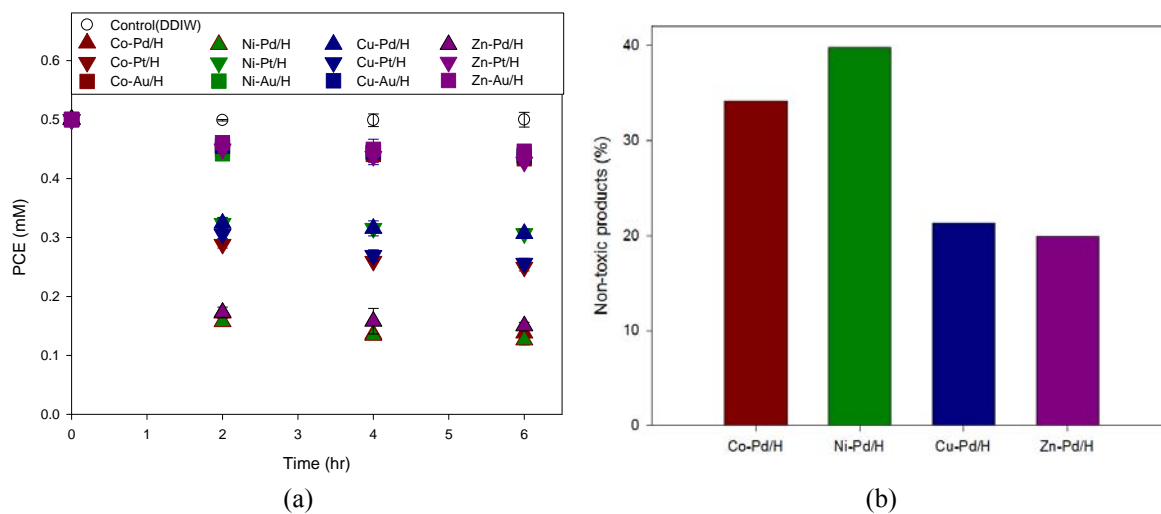 Control(DDIW)
Co-Pd/H Ni-Pd/H Cu-Pd/H Zn-Pd/H
Co-Pt/H Ni-Pt/H Cu-Pt/H Zn-Pt/H
Co-Au/H Ni-Au/H Cu-Au/H Zn-Au/H
0.6
0.5
0.4
0.3
0.2
0.1
0.0
PCE (mM)
0 1 2 3 4 5 6
Time (hr)
(a)
40
30
20
10
0
Non-toxic products (%)
Co-Pd/H Ni-Pd/H Cu-Pd/H Zn-Pd/H
(b)